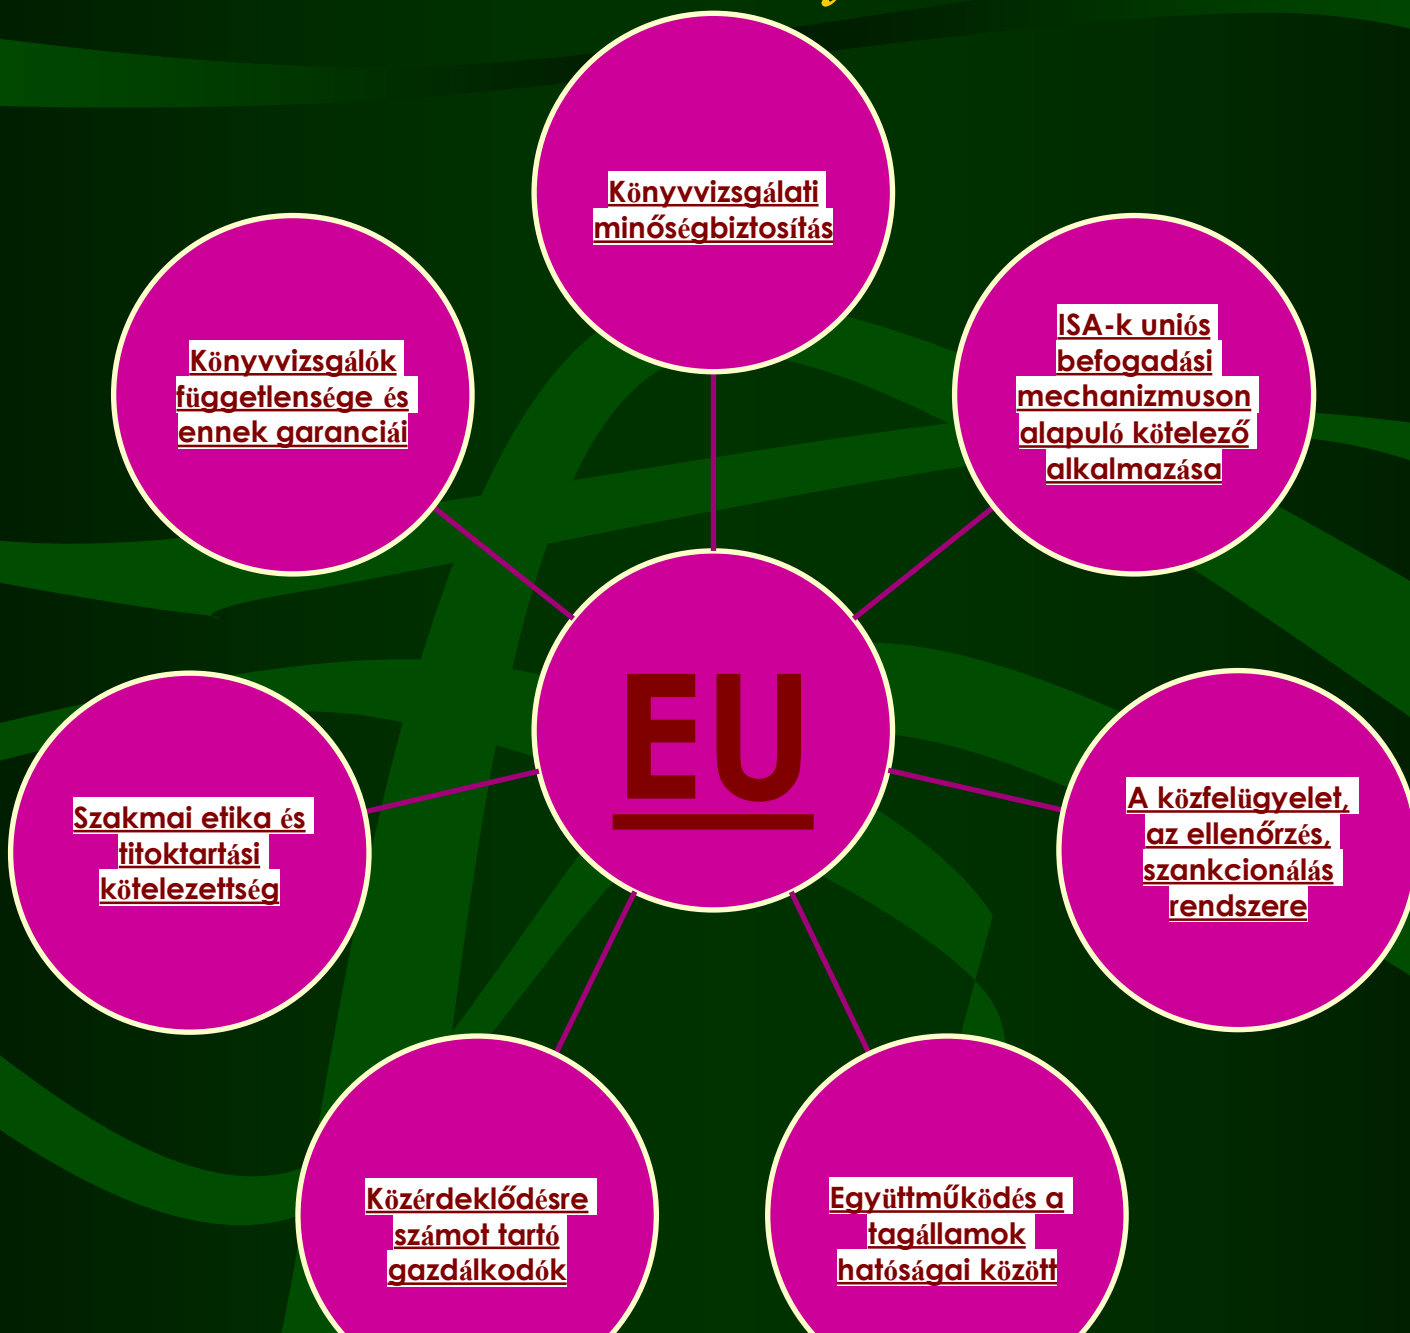 Könyvvizsgálati
minőségbiztosítás
ISA-k uniós
befogadási
mechanizmuson
alapuló kötelező
alkalmazása
A közfelügyelet,
az ellenőrzés,
szankcionálás
rendszere
Együttműködés a
tagállamok
hatóságai között
Közérdeklődésre
számot tartó
gazdálkodók
Szakmai etika és
titoktartási
kötelezettség
Könyvvizsgálók
függetlensége és
ennek garanciái
EU